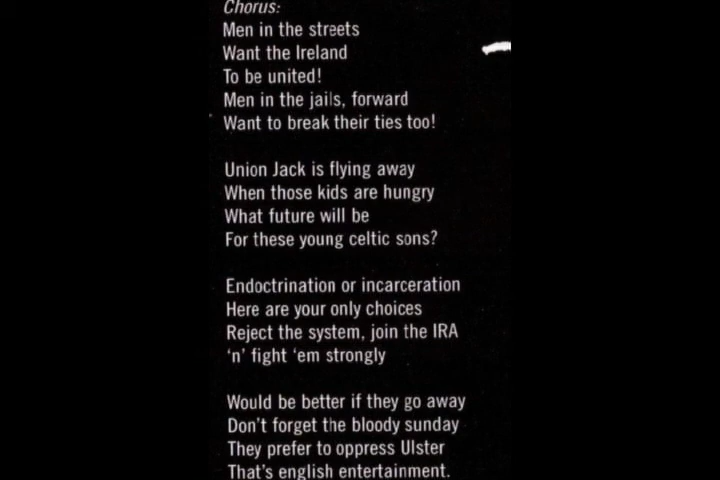 Chorus:
Men in the streets
Want the Ireland
To be united!
Men in the jails, forward
Want to break their ties too!
Union Jack is flying away
When those kids are hungry
What future will be
For these young celtic sons?
Endoctrination or incarceration
Here are your only choices
Reject the system, join the IRA
'n' fight 'em strongly
Would be better if they go away
Don't forget the bloody sunday
They prefer to oppress Ulster
That's english entertainment.